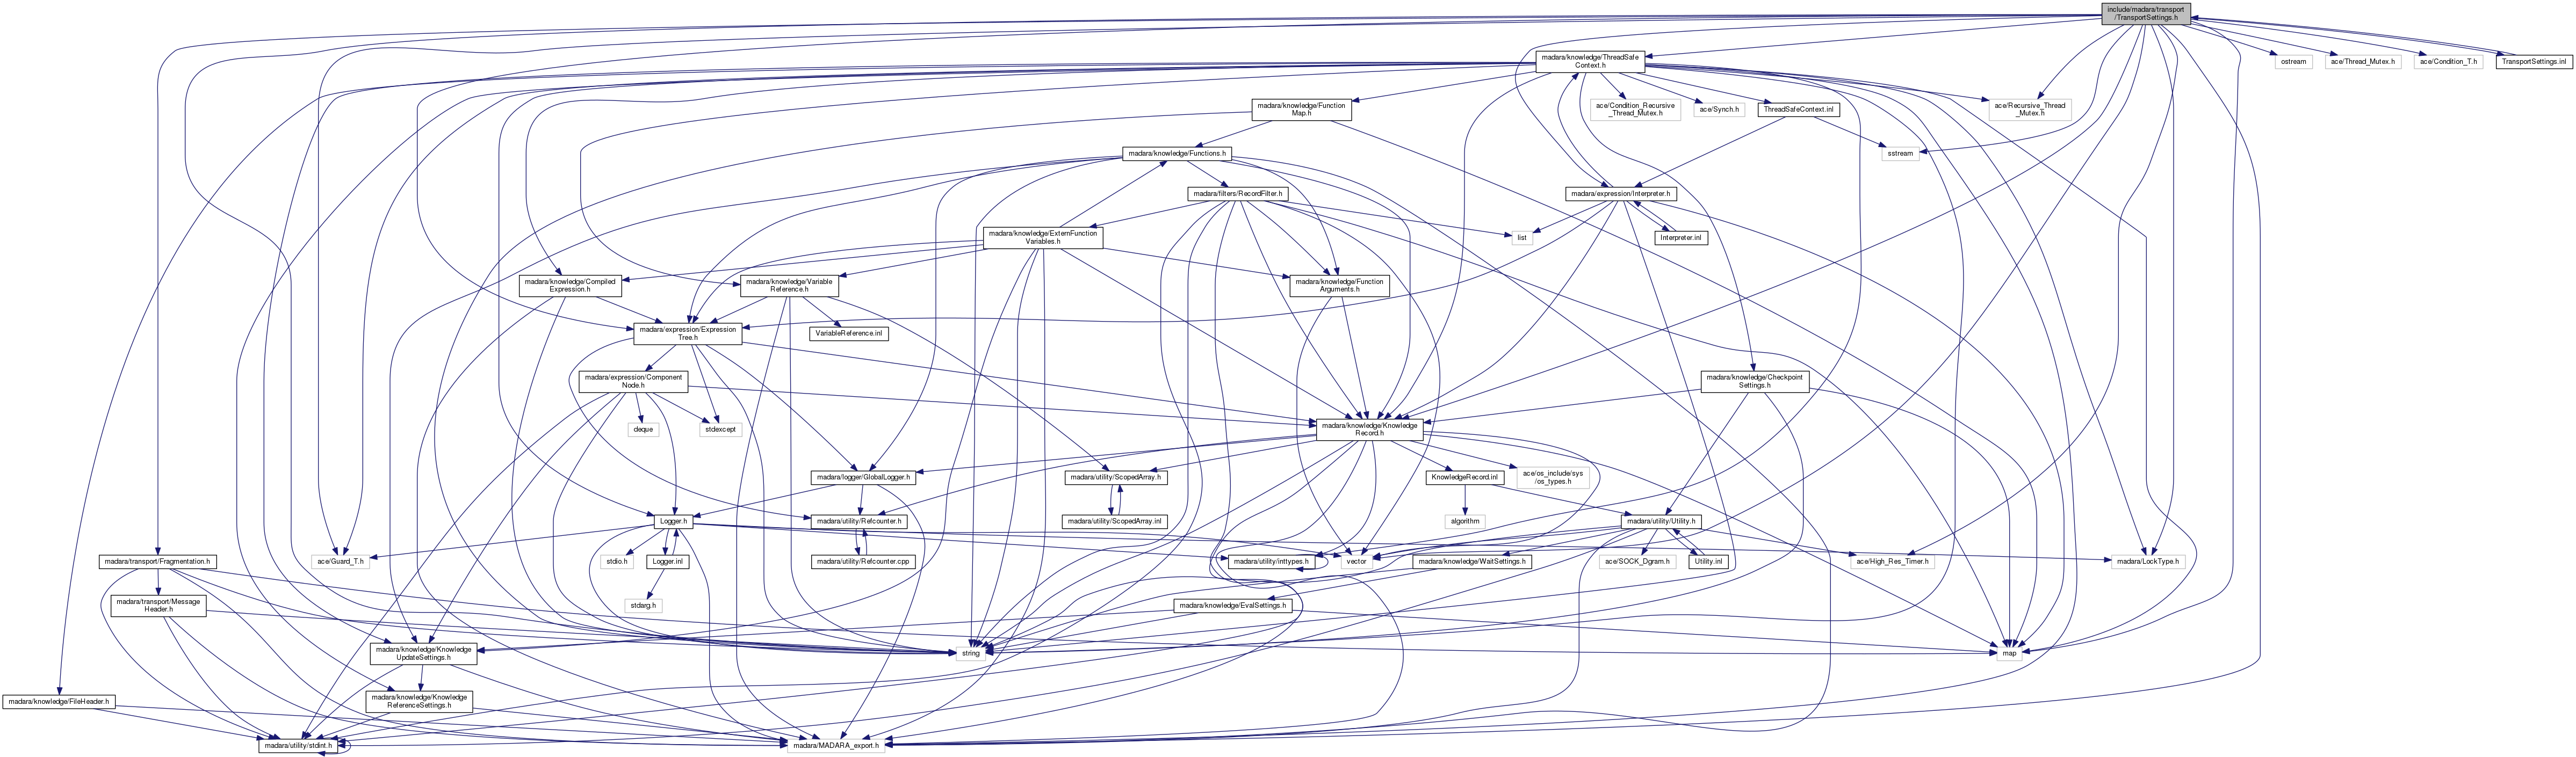 include/madara/transport
/TransportSettings.h
madara/knowledge/ThreadSafe
Context.h
ostream
ace/Thread_Mutex.h
ace/Condition_T.h
TransportSettings.inl
madara/knowledge/Function
Map.h
ace/Condition_Recursive
_Thread_Mutex.h
ace/Synch.h
ThreadSafeContext.inl
ace/Recursive_Thread
_Mutex.h
madara/knowledge/Functions.h
sstream
madara/filters/RecordFilter.h
madara/expression/Interpreter.h
madara/knowledge/ExternFunction
Variables.h
list
Interpreter.inl
madara/knowledge/Compiled
Expression.h
madara/knowledge/Variable
Reference.h
madara/knowledge/Function
Arguments.h
madara/expression/Expression
Tree.h
VariableReference.inl
madara/expression/Component
Node.h
madara/knowledge/Checkpoint
Settings.h
deque
stdexcept
madara/knowledge/Knowledge
Record.h
madara/logger/GlobalLogger.h
madara/utility/ScopedArray.h
KnowledgeRecord.inl
ace/os_include/sys
/os_types.h
Logger.h
madara/utility/Refcounter.h
madara/utility/ScopedArray.inl
algorithm
madara/utility/Utility.h
madara/transport/Fragmentation.h
ace/Guard_T.h
stdio.h
Logger.inl
madara/utility/Refcounter.cpp
madara/utility/inttypes.h
vector
madara/knowledge/WaitSettings.h
ace/SOCK_Dgram.h
Utility.inl
ace/High_Res_Timer.h
madara/LockType.h
madara/transport/Message
Header.h
stdarg.h
madara/knowledge/EvalSettings.h
madara/knowledge/Knowledge
UpdateSettings.h
string
map
madara/knowledge/FileHeader.h
madara/knowledge/Knowledge
ReferenceSettings.h
madara/utility/stdint.h
madara/MADARA_export.h